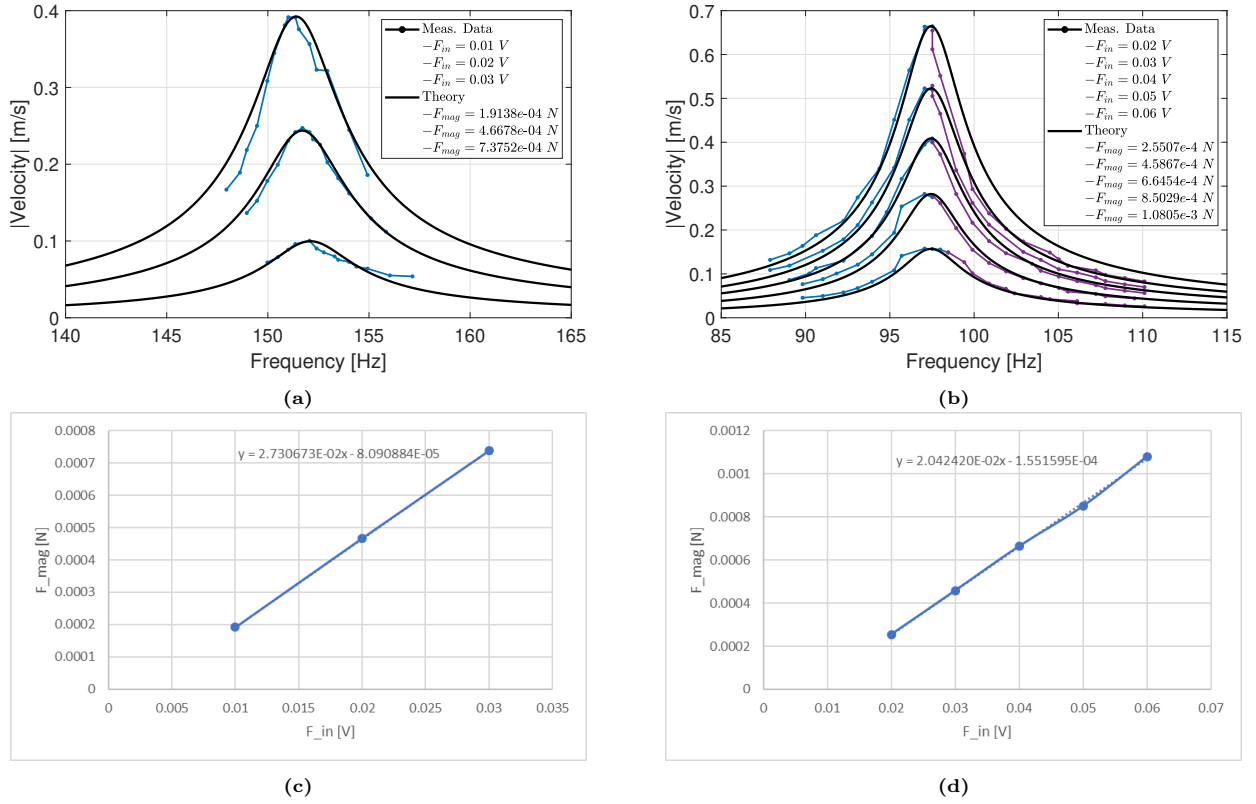 |Velocity| [m/s]
0.4
0.3
0.2
0.1
0
140
145
150
155
160
165
Frequency [Hz]
Meas. Data
−F_in = 0.01 V
−F_in = 0.02 V
−F_in = 0.03 V
Theory
−F_mag = 1.9138e-04 N
−F_mag = 4.6678e-04 N
−F_mag = 7.3752e-04 N
(a)
|Velocity| [m/s]
0.7
0.6
0.5
0.4
0.3
0.2
0.1
0
85
90
95
100
105
110
115
Frequency [Hz]
Meas. Data
−F_in = 0.02 V
−F_in = 0.03 V
−F_in = 0.04 V
−F_in = 0.05 V
−F_in = 0.06 V
Theory
−F_mag = 2.5507e-4 N
−F_mag = 4.5867e-4 N
−F_mag = 6.6454e-4 N
−F_mag = 8.5029e-4 N
−F_mag = 1.0805e-3 N
(b)
F_mag [N]
0.0008
0.0007
0.0006
0.0005
0.0004
0.0003
0.0002
0.0001
0
y = 2.730673E-02x - 8.090884E-05
0
0.005
0.01
0.015
0.02
0.025
0.03
0.035
F_in [V]
(c)
F_mag [N]
0.0012
0.001
0.0008
0.0006
0.0004
0.0002
0
y = 2.042420E-02x - 1.551595E-04
0
0.01
0.02
0.03
0.04
0.05
0.06
0.07
F_in [V]
(d)